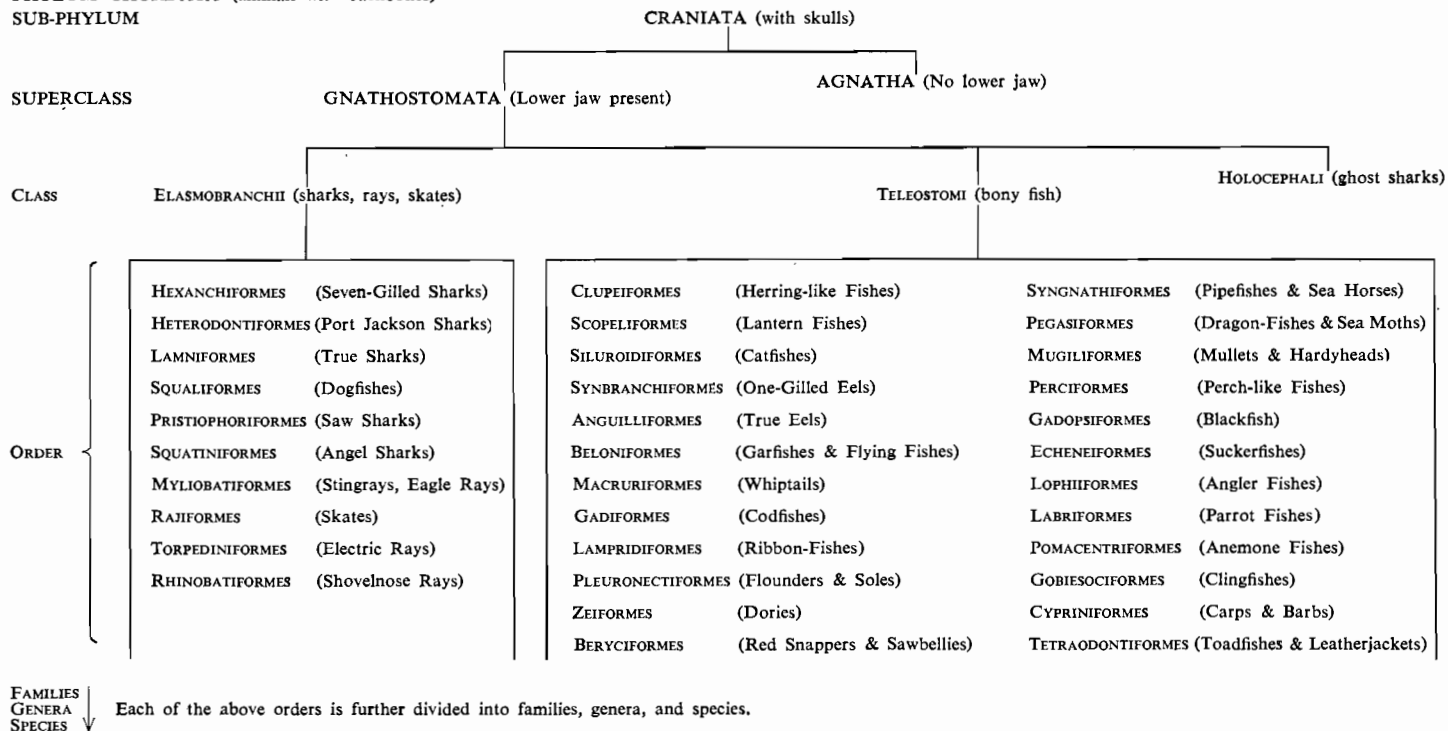 SUB-PHYLUM CRANIATA (with skulls)
AGNATHA (No lower jaw)
SUPERCLASS GNATHOSTOMATA (Lower jaw present)
HOLOCEPHALI (ghost sharks)
CLASS ELASMOBRANCHII (sharks, rays, skates) TELEOSTOMI (bony fish)
HEXANCHIFORMES (Seven-Gilled Sharks) CLUPEIFORMES (Herring-like Fishes) SYNGNATHIFORMES (Pipefishes & Sea Horses)
HETERODONTIFORMES (Port Jackson Sharks) SCOPELIFORMES (Lantern Fishes) PEGASIFORMES (Dragon-Fishes & Sea Moths)
LAMNIFORMES (True Sharks) SILUROIDIFORMES (Catfishes) MUGILIFORMES (Mullets & Hardyheads)
SQUALIFORMES (Dogfishes) SYNBRANCHIFORMES (One-Gilled Eels) PERCIFORMES (Perch-like Fishes)
PRISTIOPHORIFORMES (Saw Sharks) ANGUILLIFORMES (True Eels) GADOPSIFORMES (Blackfish)
ORDER SQUATINIFORMES (Angel Sharks) BELONIFORMES (Garfishes & Flying Fishes) ECHENEIFORMES (Suckerfishes)
MYLIOBATIFORMES (Stingrays, Eagle Rays) MACRURIFORMES (Whiptails) LOPHIIFORMES (Angler Fishes)
RAJIFORMES (Skates) GADIFORMES (Codfishes) LABRIFORMES (Parrot Fishes)
TORPEDINIFORMES (Electric Rays) LAMPRIDIFORMES (Ribbon-Fishes) POMACENTRIFORMES (Anemone Fishes)
RHINOBATIFORMES (Shovelnose Rays) PLEURONECTIFORMES (Flounders & Soles) GOBIESOCIFORMES (Clingfishes)
ZEIFORMES (Dories) CYPRINIFORMES (Carps & Barbs)
BERYCIFORMES (Red Snappers & Sawbellies) TETRAODONTIFORMES (Toadfishes & Leatherjackets)
FAMILIES
GENERA Each of the above orders is further divided into families, genera, and species.
SPECIES